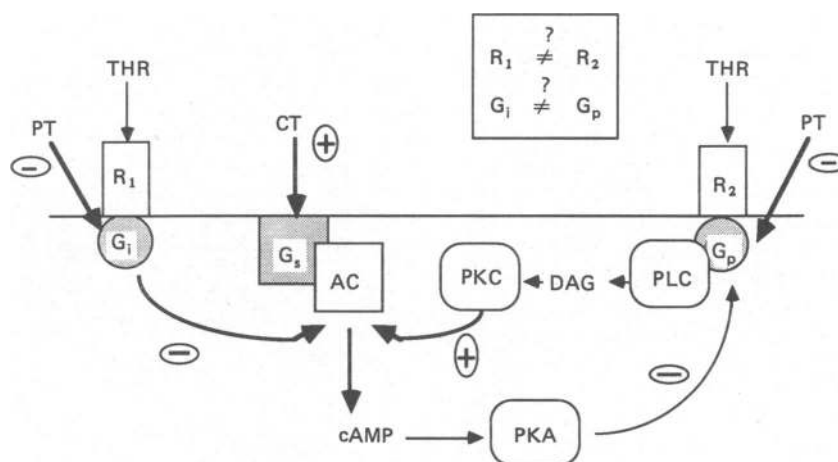 ?
R₁ ≠ R₂
?
Gᵢ ≠ Gₚ
THR THR
PT CT + PT
− −
R₁ R₂
Gᵢ Gₛ AC PKC DAG PLC Gₚ
− + −
cAMP PKA